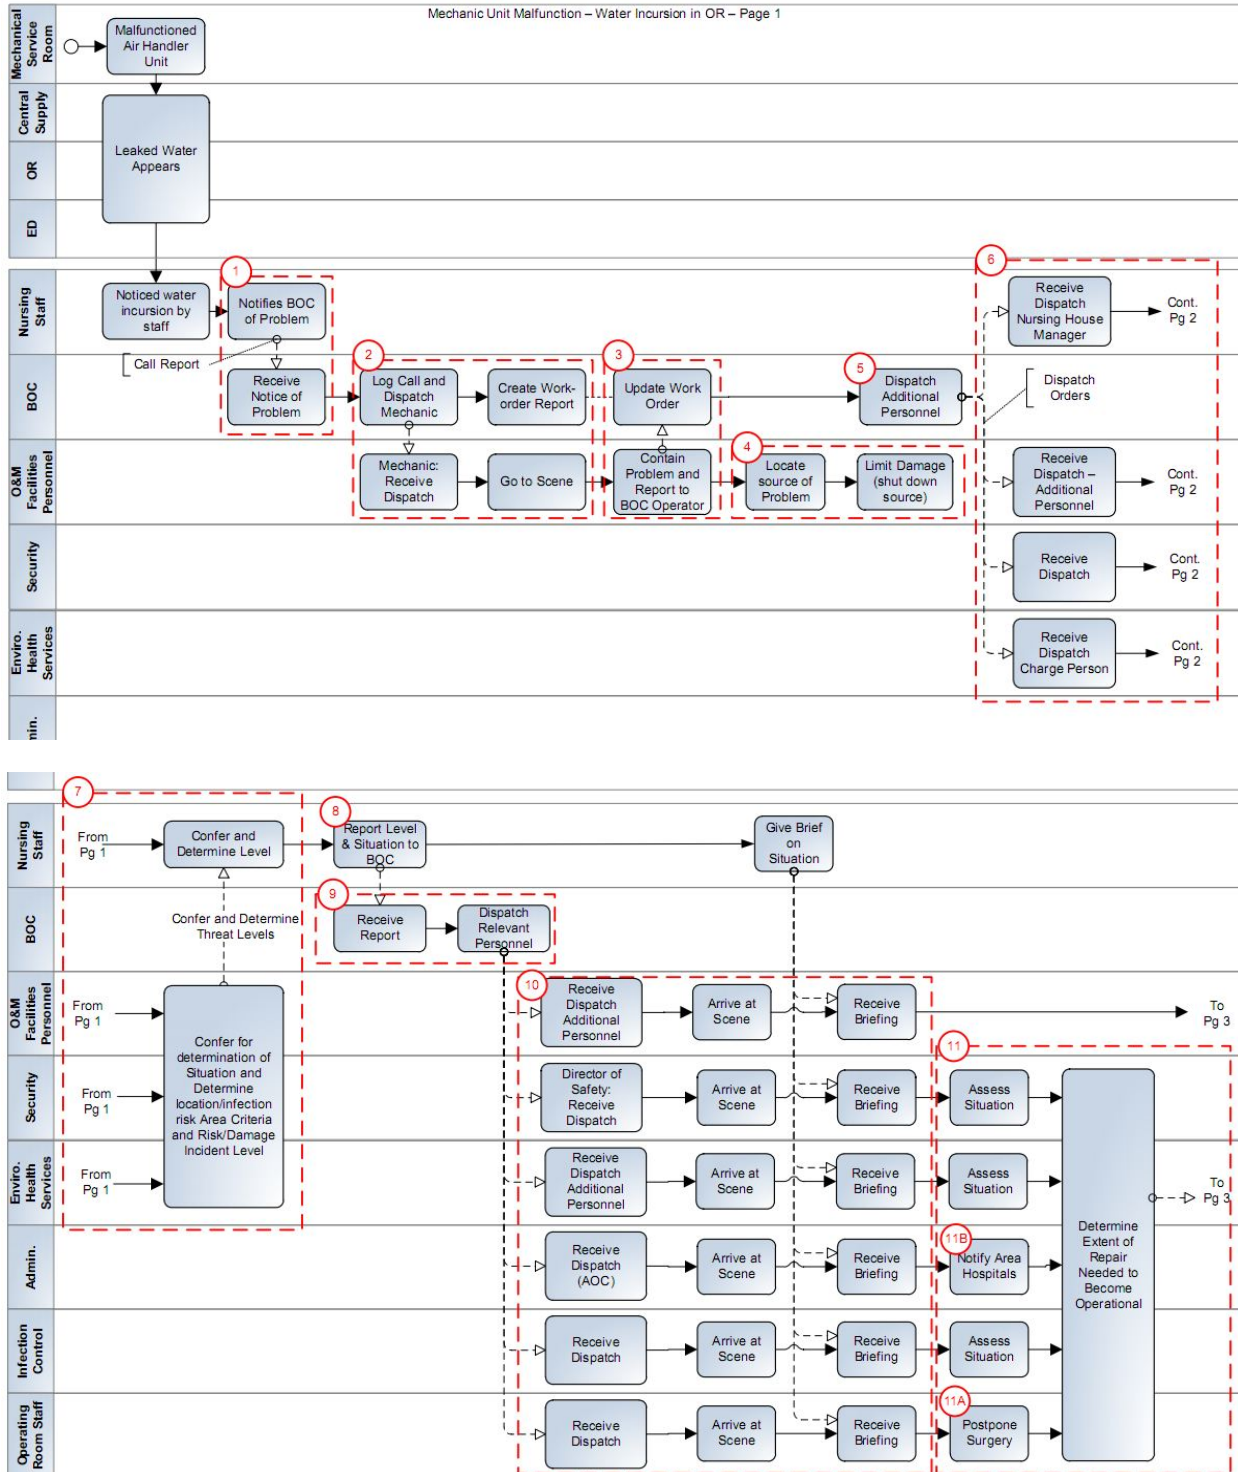 Mechanic Unit Malfunction – Water Incursion in OR – Page 1
Mechanical
Service
Room
Malfunctioned
Air Handler
Unit
Central
Supply
OR
ED
Leaked Water
Appears
Nursing
Staff
Noticed water
incursion by
staff
1
Notifies BOC
of Problem
Call Report
6
Receive
Dispatch
Nursing House
Manager
Cont.
Pg 2
BOC
Receive
Notice of
Problem
2
Log Call and
Dispatch
Mechanic
Create Work-
order Report
3
Update Work
Order
5
Dispatch
Additional
Personnel
Dispatch
Orders
O&M
Facilities
Personnel
Mechanic:
Receive
Dispatch
Go to Scene
Contain
Problem and
Report to
BOC Operator
4
Locate
source of
Problem
Limit Damage
(shut down
source)
Receive
Dispatch –
Additional
Personnel
Cont.
Pg 2
Security
Receive
Dispatch
Cont.
Pg 2
Enviro.
Health
Services
Receive
Dispatch
Charge Person
Cont.
Pg 2
7
Nursing
Staff
From
Pg 1
Confer and
Determine Level
8
Report Level
& Situation to
BOC
Give Brief
on
Situation
BOC
Confer and Determine
Threat Levels
9
Receive
Report
Dispatch
Relevant
Personnel
O&M
Facilities
Personnel
From
Pg 1
Confer for
determination of
Situation and
Determine
location/infection
risk Area Criteria
and Risk/Damage
Incident Level
10
Receive
Dispatch
Additional
Personnel
Arrive at
Scene
Receive
Briefing
To
Pg 3
Security
From
Pg 1
Director of
Safety:
Receive
Dispatch
Arrive at
Scene
Receive
Briefing
11
Assess
Situation
Enviro.
Health
Services
From
Pg 1
Receive
Dispatch
Additional
Personnel
Arrive at
Scene
Receive
Briefing
Assess
Situation
Determine
Extent of
Repair
Needed to
Become
Operational
To
Pg 3
Admin.
Receive
Dispatch
(AOC)
Arrive at
Scene
Receive
Briefing
11B
Notify Area
Hospitals
Infection
Control
Receive
Dispatch
Arrive at
Scene
Receive
Briefing
Assess
Situation
Operating
Room Staff
Receive
Dispatch
Arrive at
Scene
Receive
Briefing
11A
Postpone
Surgery